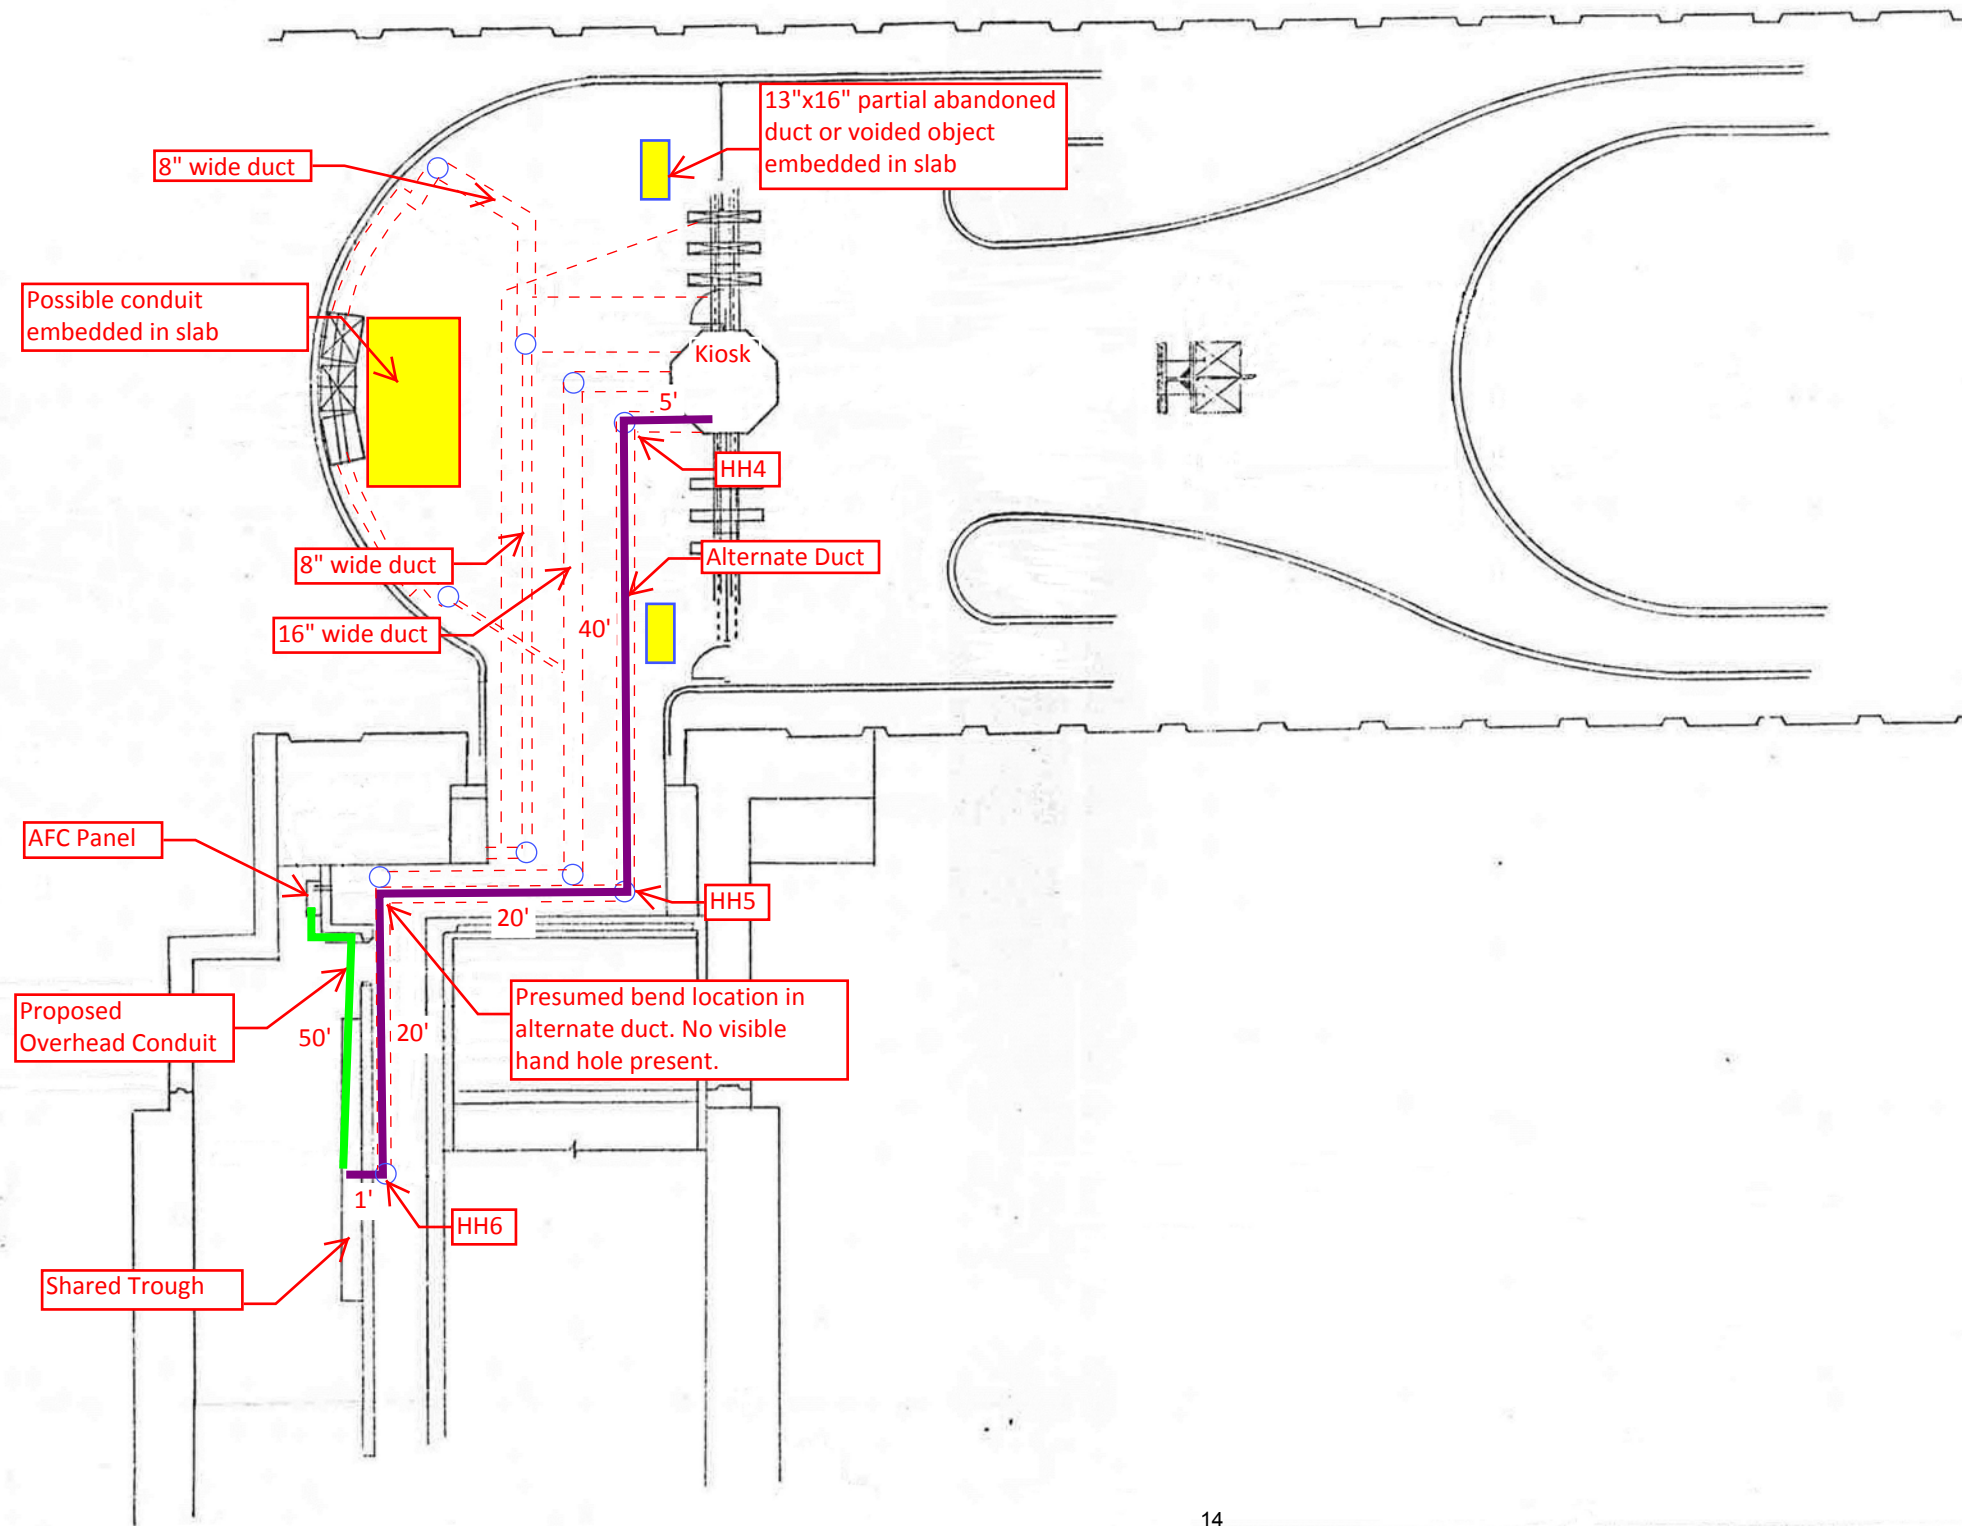 13"x16" partial abandoned
duct or voided object
embedded in slab
8" wide duct
Possible conduit
embedded in slab
Kiosk
5'
HH4
8" wide duct
Alternate Duct
16" wide duct
40'
AFC Panel
HH5
20'
Presumed bend location in
alternate duct. No visible
hand hole present.
Proposed
Overhead Conduit
50'
20'
1'
HH6
Shared Trough
14